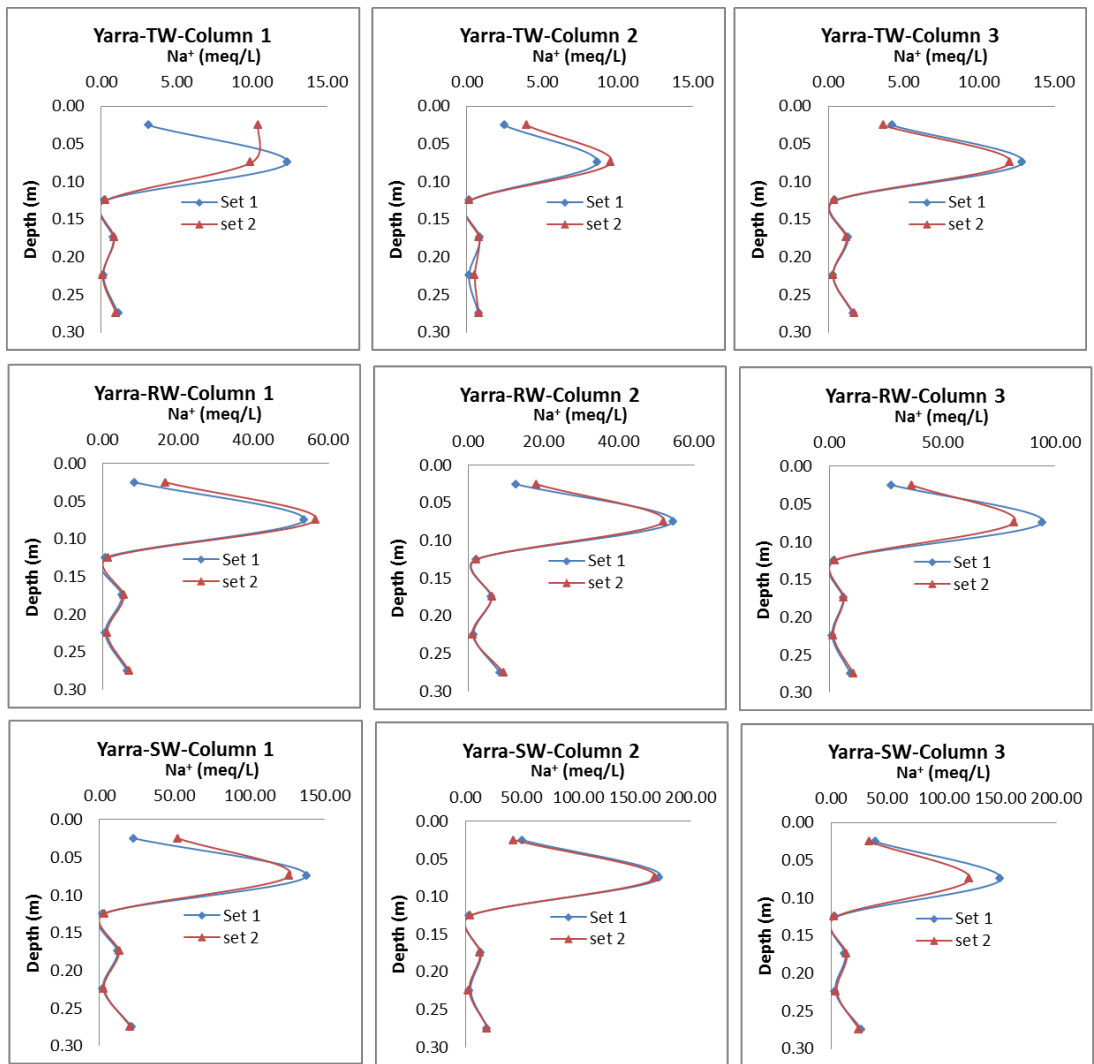 Yarra-TW-Column 1
Na⁺ (meq/L)
0.00 5.00 10.00 15.00
0.00
0.05
0.10
0.15
0.20
0.25
0.30
Depth (m)
Set 1
set 2
Yarra-TW-Column 2
Na⁺ (meq/L)
0.00 5.00 10.00 15.00
0.00
0.05
0.10
0.15
0.20
0.25
0.30
Depth (m)
Set 1
set 2
Yarra-TW-Column 3
Na⁺ (meq/L)
0.00 5.00 10.00 15.00
0.00
0.05
0.10
0.15
0.20
0.25
0.30
Depth (m)
Set 1
set 2
Yarra-RW-Column 1
Na⁺ (meq/L)
0.00 20.00 40.00 60.00
0.00
0.05
0.10
0.15
0.20
0.25
0.30
Depth (m)
Set 1
set 2
Yarra-RW-Column 2
Na⁺ (meq/L)
0.00 20.00 40.00 60.00
0.00
0.05
0.10
0.15
0.20
0.25
0.30
Depth (m)
Set 1
set 2
Yarra-RW-Column 3
Na⁺ (meq/L)
0.00 50.00 100.00
0.00
0.05
0.10
0.15
0.20
0.25
0.30
Depth (m)
Set 1
set 2
Yarra-SW-Column 1
Na⁺ (meq/L)
0.00 50.00 100.00 150.00
0.00
0.05
0.10
0.15
0.20
0.25
0.30
Depth (m)
Set 1
set 2
Yarra-SW-Column 2
Na⁺ (meq/L)
0.00 50.00 100.00 150.00 200.00
0.00
0.05
0.10
0.15
0.20
0.25
0.30
Depth (m)
Set 1
set 2
Yarra-SW-Column 3
Na⁺ (meq/L)
0.00 50.00 100.00 150.00 200.00
0.00
0.05
0.10
0.15
0.20
0.25
0.30
Depth (m)
Set 1
set 2